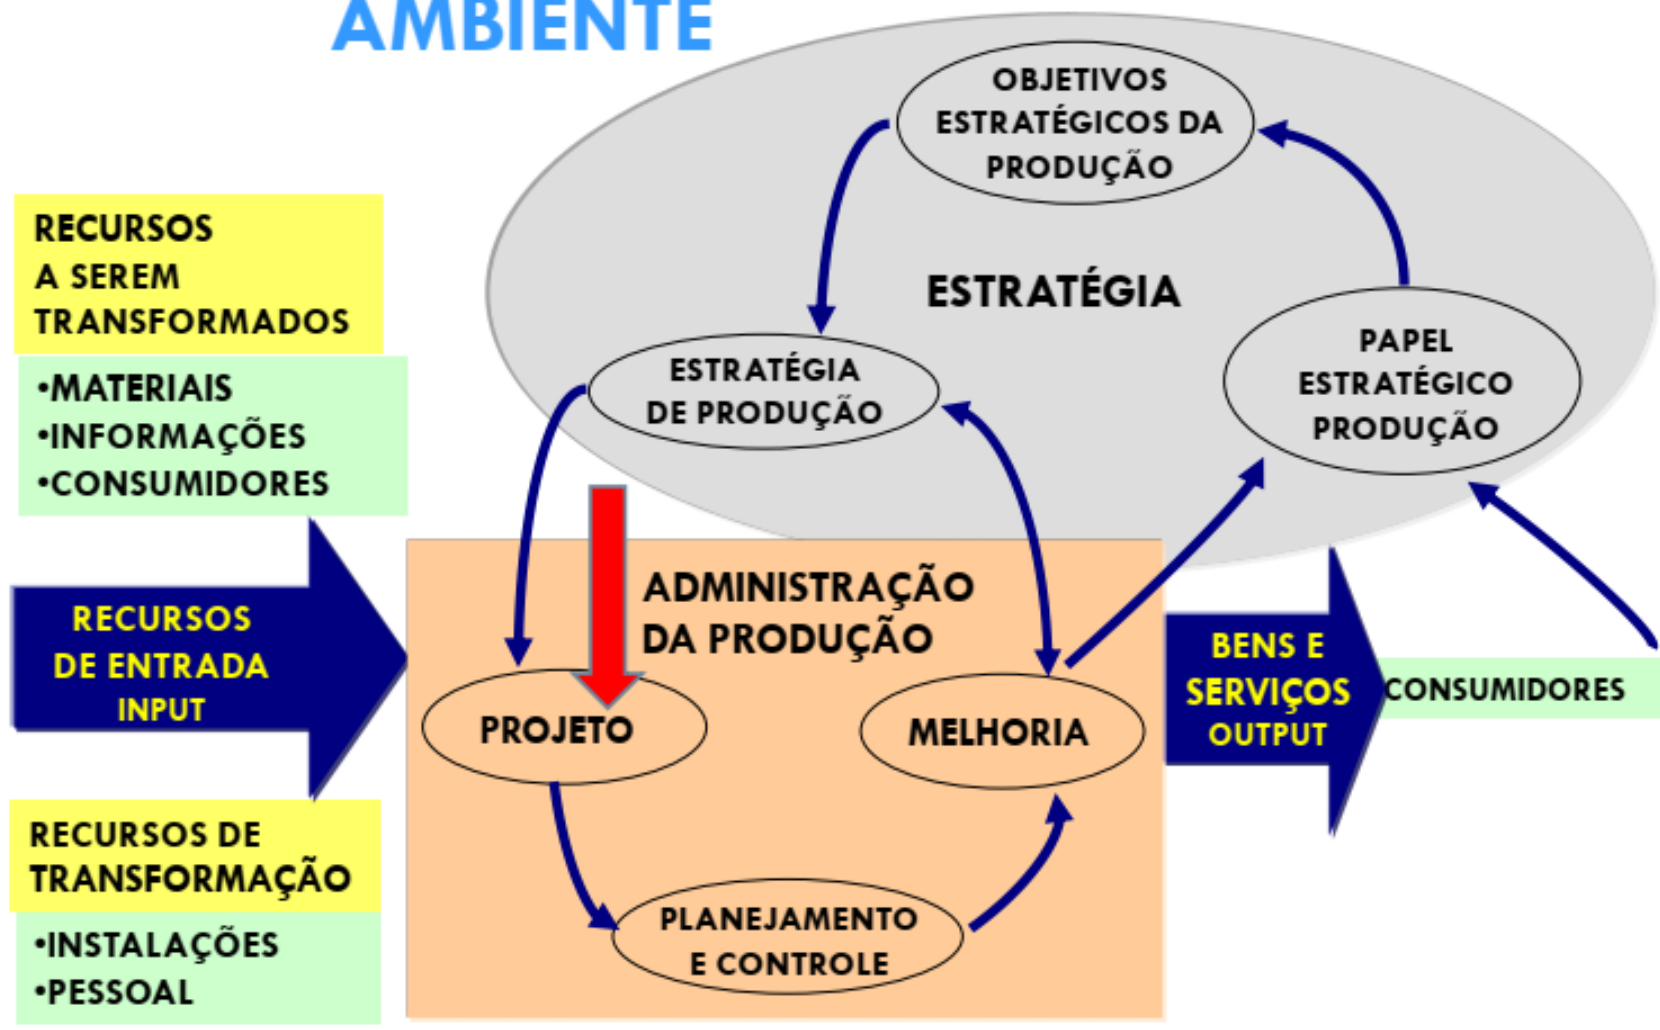 AMBIENTE
OBJETIVOS
ESTRATÉGICOS DA
PRODUÇÃO
RECURSOS
A SEREM
TRANSFORMADOS
•MATERIAIS
•INFORMAÇÕES
•CONSUMIDORES
ESTRATÉGIA
ESTRATÉGIA
DE PRODUÇÃO
PAPEL
ESTRATÉGICO
PRODUÇÃO
RECURSOS
DE ENTRADA
INPUT
ADMINISTRAÇÃO
DA PRODUÇÃO
PROJETO
MELHORIA
BENS E
SERVIÇOS
OUTPUT
CONSUMIDORES
RECURSOS DE
TRANSFORMAÇÃO
•INSTALAÇÕES
•PESSOAL
PLANEJAMENTO
E CONTROLE